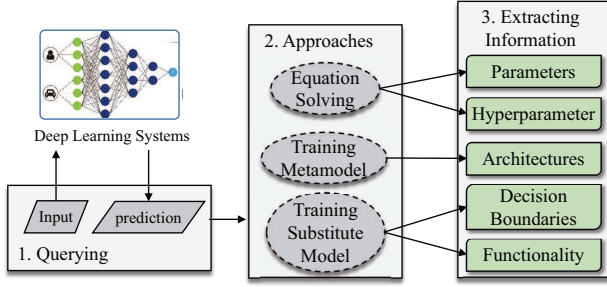 Deep Learning Systems
Input
prediction
1. Querying
2. Approaches
Equation
Solving
Training
Metamodel
Training
Substitute
Model
3. Extracting
Information
Parameters
Hyperparameter
Architectures
Decision
Boundaries
Functionality